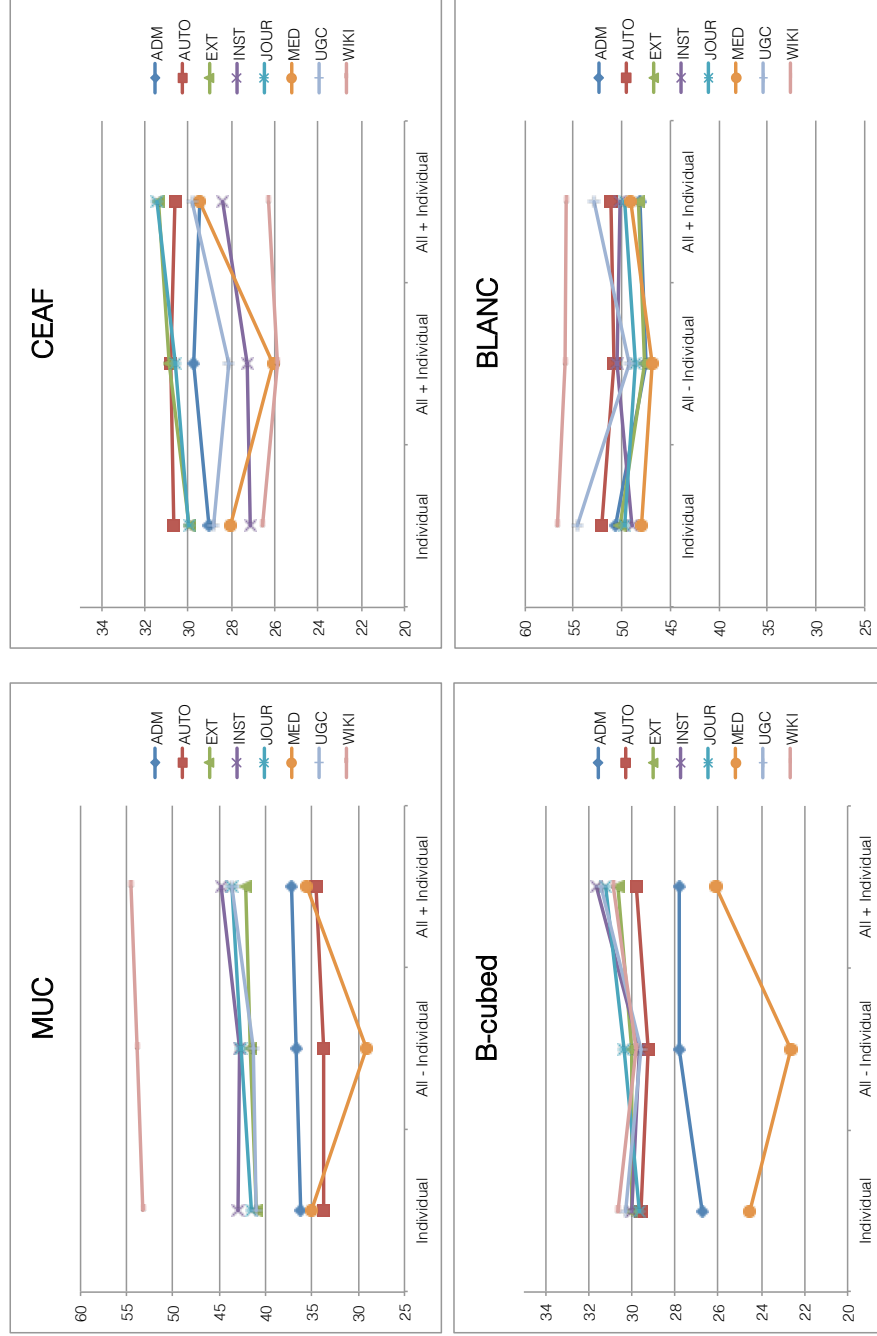 MUC
60
55
50
45
40
35
30
25
Individual
All - Individual
All + Individual
ADM
AUTO
EXT
INST
JOUR
MED
UGC
WIKI
CEAF
34
32
30
28
26
24
22
20
Individual
All + Individual
All + Individual
ADM
AUTO
EXT
INST
JOUR
MED
UGC
WIKI
B-cubed
34
32
30
28
26
24
22
20
Individual
All - Individual
All + Individual
ADM
AUTO
EXT
INST
JOUR
MED
UGC
WIKI
BLANC
60
55
50
45
40
35
30
25
Individual
All - Individual
All + Individual
ADM
AUTO
EXT
INST
JOUR
MED
UGC
WIKI